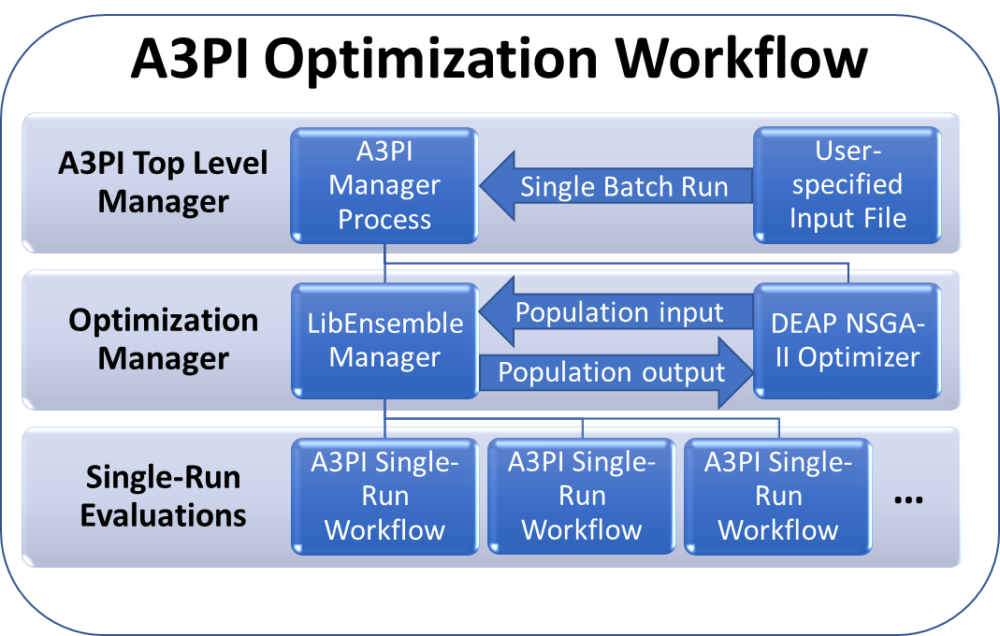 A3PI Optimization Workflow
A3PI Top Level
Manager
A3PI
Manager
Process
Single Batch Run
User-
specified
Input File
Optimization
Manager
LibEnsemble
Manager
Population input
Population output
DEAP NSGA-
II Optimizer
Single-Run
Evaluations
A3PI Single-
Run
Workflow
A3PI Single-
Run
Workflow
A3PI Single-
Run
Workflow
...